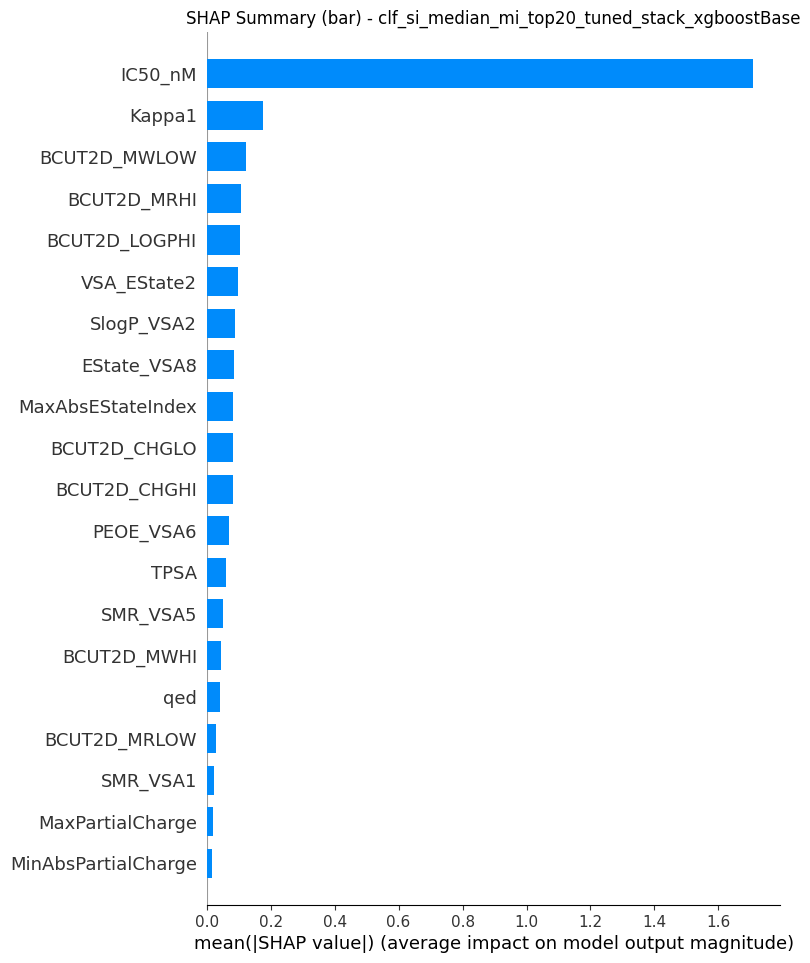 SHAP Summary (bar) - clf_si_median_mi_top20_tuned_stack_xgboostBase
IC50_nM
Kappa1
BCUT2D_MWLOW
BCUT2D_MRHI
BCUT2D_LOGPHI
VSA_EState2
SlogP_VSA2
EState_VSA8
MaxAbsEStateIndex
BCUT2D_CHGLO
BCUT2D_CHGHI
PEOE_VSA6
TPSA
SMR_VSA5
BCUT2D_MWHI
qed
BCUT2D_MRLOW
SMR_VSA1
MaxPartialCharge
MinAbsPartialCharge
0.0 0.2 0.4 0.6 0.8 1.0 1.2 1.4 1.6
mean(|SHAP value|) (average impact on model output magnitude)